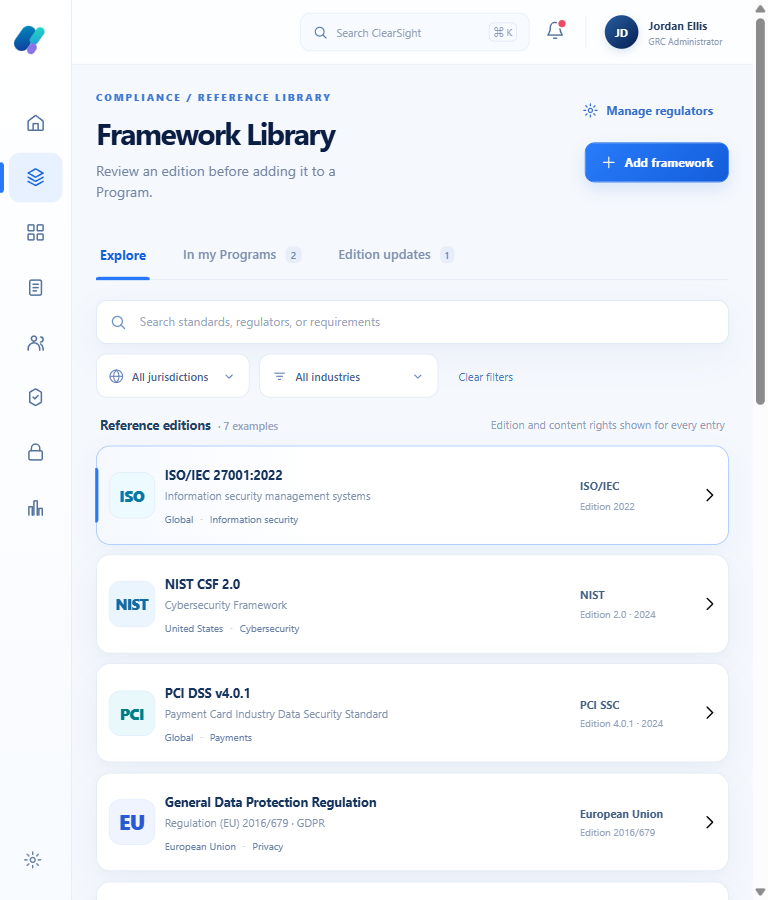 Search ClearSight
⌘ K
JD
Jordan Ellis
GRC Administrator
COMPLIANCE / REFERENCE LIBRARY
Framework Library
Review an edition before adding it to a
Program.
Manage regulators
+ Add framework
Explore
In my Programs 2
Edition updates 1
Search standards, regulators, or requirements
All jurisdictions
All industries
Clear filters
Reference editions · 7 examples
Edition and content rights shown for every entry
ISO
ISO/IEC 27001:2022
Information security management systems
Global · Information security
ISO/IEC
Edition 2022
NIST
NIST CSF 2.0
Cybersecurity Framework
United States · Cybersecurity
NIST
Edition 2.0 · 2024
PCI
PCI DSS v4.0.1
Payment Card Industry Data Security Standard
Global · Payments
PCI SSC
Edition 4.0.1 · 2024
EU
General Data Protection Regulation
Regulation (EU) 2016/679 · GDPR
European Union · Privacy
European Union
Edition 2016/679